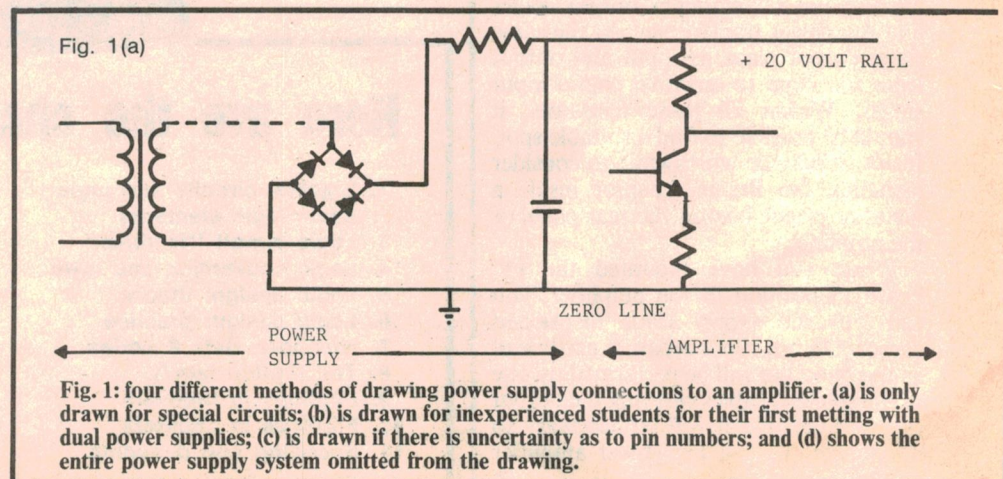 Fig. 1(a)
+ 20 VOLT RAIL
ZERO LINE
POWER
SUPPLY
AMPLIFIER
Fig. 1: four different methods of drawing power supply connections to an amplifier. (a) is only
drawn for special circuits; (b) is drawn for inexperienced students for their first metting with
dual power supplies; (c) is drawn if there is uncertainty as to pin numbers; and (d) shows the
entire power supply system omitted from the drawing.